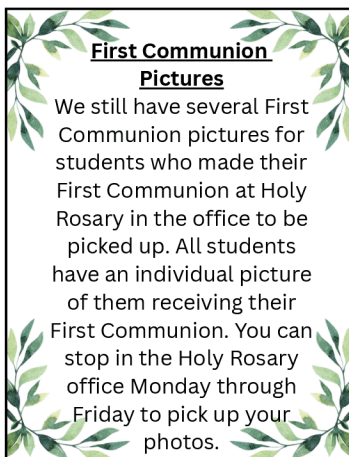 First Communion
Pictures
We still have several First
Communion pictures for
students who made their
First Communion at Holy
Rosary in the office to be
picked up. All students
have an individual picture
of them receiving their
First Communion. You can
stop in the Holy Rosary
office Monday through
Friday to pick up your
photos.